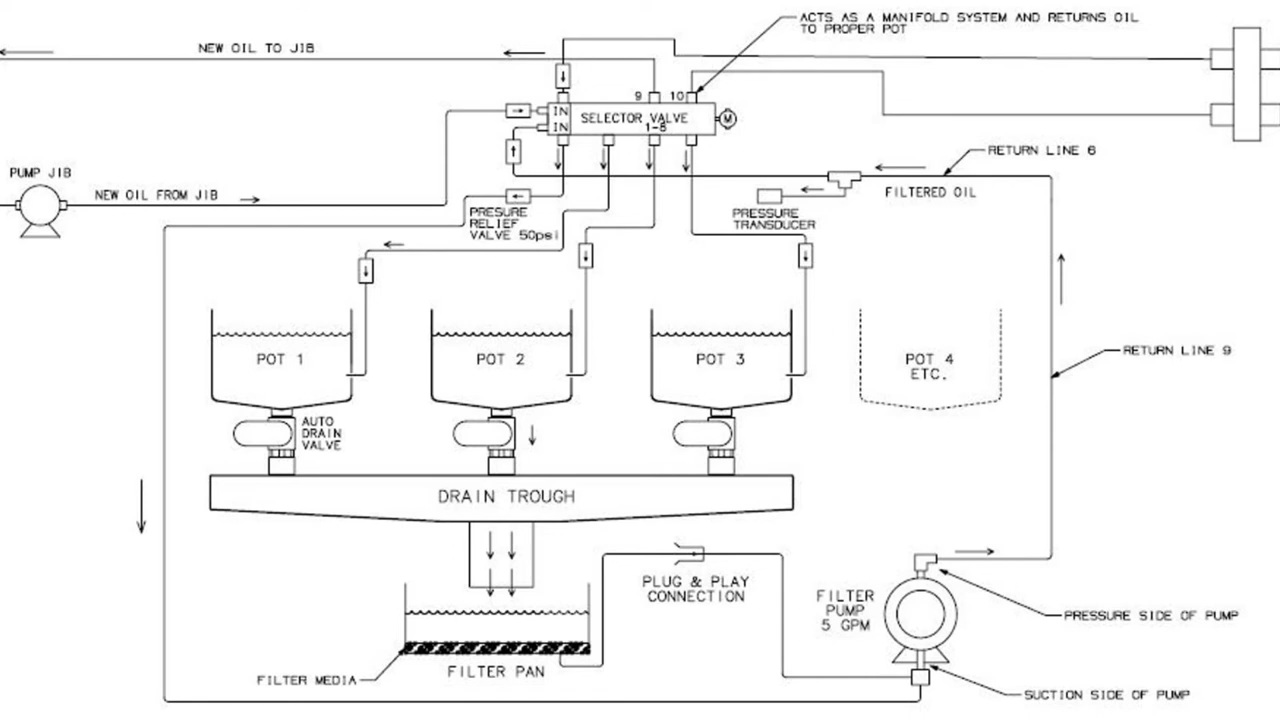 ACTS AS A MANIFOLD SYSTEM AND RETURNS OIL
TO PROPER POT
NEW OIL TO JIB
9
10
IN
SELECTOR VALVE
M
IN
1-8
RETURN LINE 6
PUMP JIB
NEW OIL FROM JIB
FILTERED OIL
PRESURE
RELIEF
VALVE 50psi
PRESSURE
TRANSDUCER
POT 1
POT 2
POT 3
POT 4
ETC.
RETURN LINE 9
AUTO
DRAIN
VALVE
DRAIN TROUGH
PLUG & PLAY
CONNECTION
FILTER
PUMP
5 GPM
PRESSURE SIDE OF PUMP
FILTER PAN
FILTER MEDIA
SUCTION SIDE OF PUMP